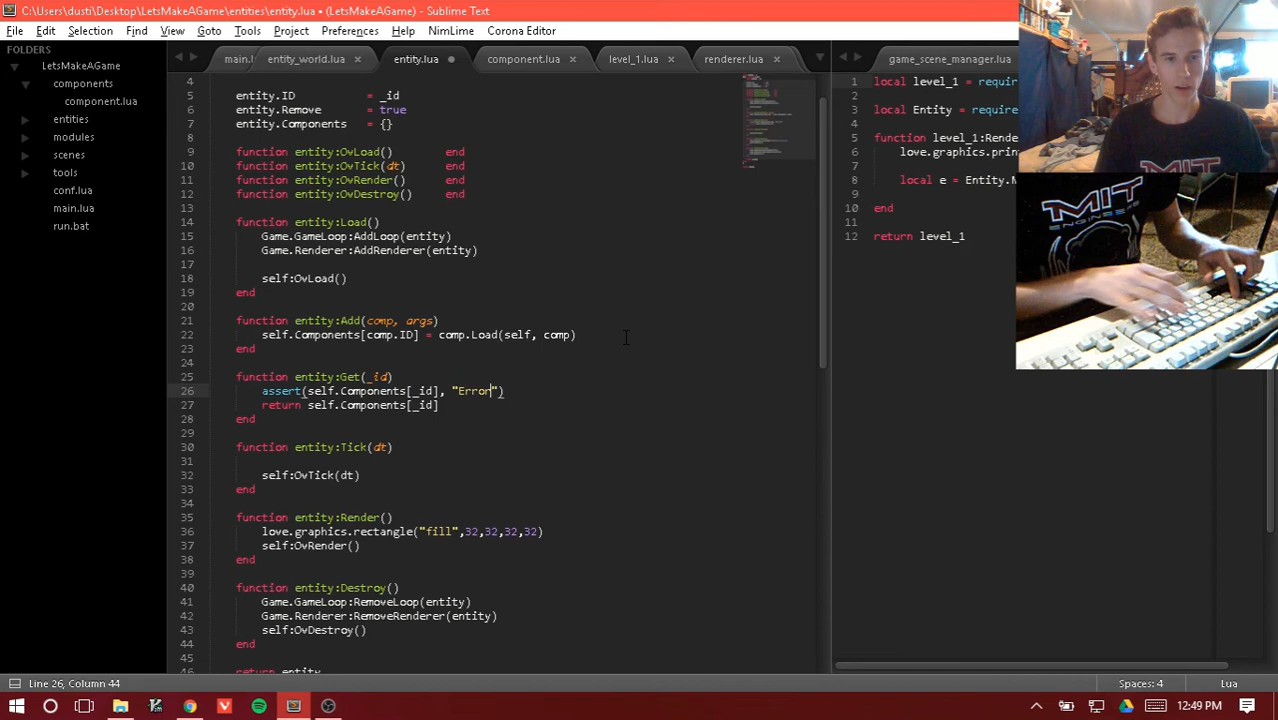 C:\Users\dusti\Desktop\LetsMakeAGame\entities\entity.lua • (LetsMakeAGame) - Sublime Text
File Edit Selection Find View Goto Tools Project Preferences Help NimLime Corona Editor
FOLDERS
LetsMakeAGame
components
component.lua
entities
modules
scenes
tools
conf.lua
main.lua
run.bat
main.l entity_world.lua entity.lua component.lua level_1.lua renderer.lua
4
5 entity.ID = _id
6 entity.Remove = true
7 entity.Components = {}
8
9 function entity:OvLoad() end
10 function entity:OvTick(dt) end
11 function entity:OvRender() end
12 function entity:OvDestroy() end
13
14 function entity:Load()
15 Game.GameLoop:AddLoop(entity)
16 Game.Renderer:AddRenderer(entity)
17
18 self:OvLoad()
19 end
20
21 function entity:Add(comp, args)
22 self.Components[comp.ID] = comp.Load(self, comp)
23 end
24
25 function entity:Get(_id)
26 assert(self.Components[_id], "Error")
27 return self.Components[_id]
28 end
29
30 function entity:Tick(dt)
31
32 self:OvTick(dt)
33 end
34
35 function entity:Render()
36 love.graphics.rectangle("fill",32,32,32,32)
37 self:OvRender()
38 end
39
40 function entity:Destroy()
41 Game.GameLoop:RemoveLoop(entity)
42 Game.Renderer:RemoveRenderer(entity)
43 self:OvDestroy()
44 end
45
46 return entity
game_scene_manager.lua
1 local level_1 = requir
2
3 local Entity = require
4
5 function level_1:Rende
6 love.graphics.prin
7
8 local e = Entity.
9
10 end
11
12 return level_1
MIT
MIT
ENGINEERS
Line 26, Column 44
Spaces: 4
Lua
12:49 PM